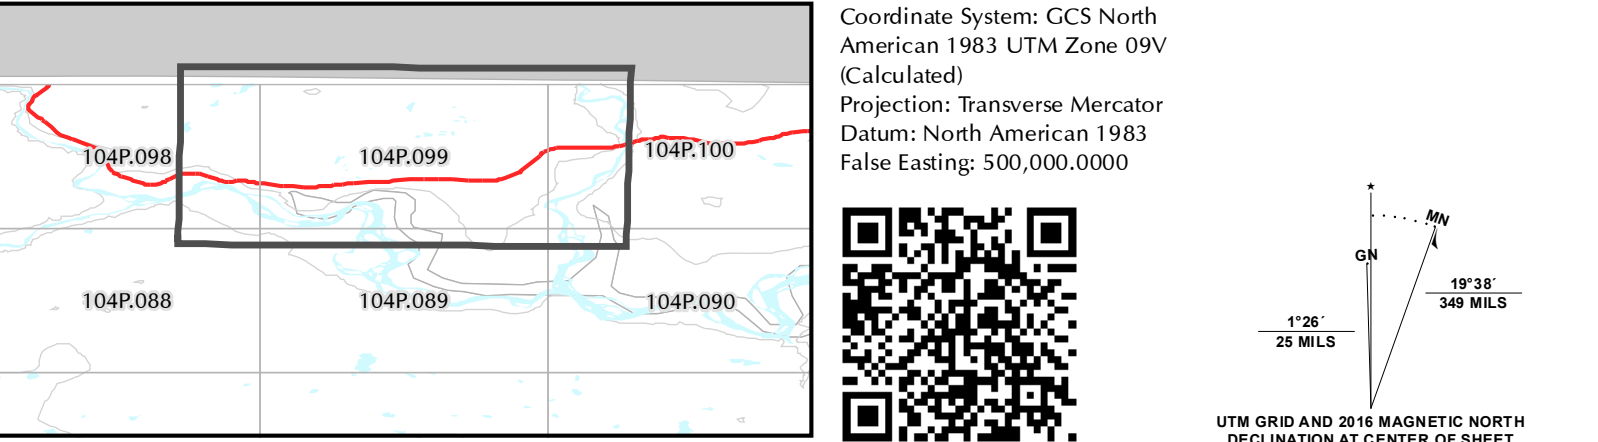 104P.098
104P.099
104P.100
104P.088
104P.089
104P.090
Coordinate System: GCS North
American 1983 UTM Zone 09V
(Calculated)
Projection: Transverse Mercator
Datum: North American 1983
False Easting: 500,000.0000
MN
GN
19°38´
349 MILS
1°26´
25 MILS
UTM GRID AND 2016 MAGNETIC NORTH
DECLINATION AT CENTER OF SHEET